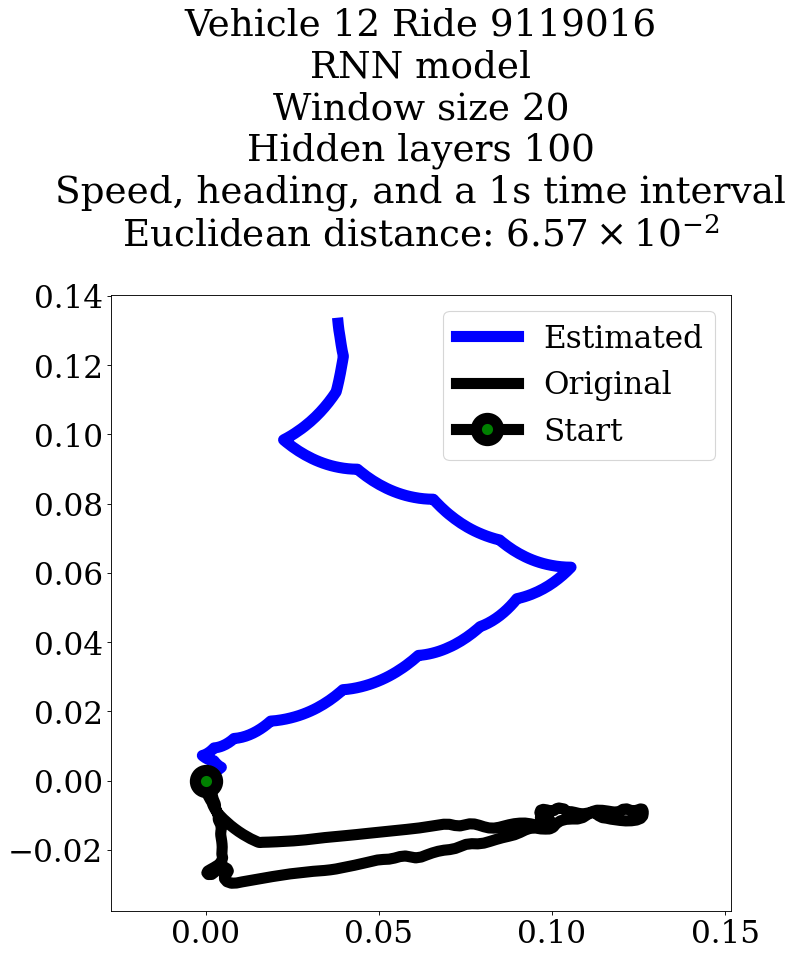 Vehicle 12 Ride 9119016
RNN model
Window size 20
Hidden layers 100
Speed, heading, and a 1s time interval
Euclidean distance: 6.57 × 10⁻²
0.14
0.12
0.10
0.08
0.06
0.04
0.02
0.00
−0.02
Estimated
Original
Start
0.00
0.05
0.10
0.15